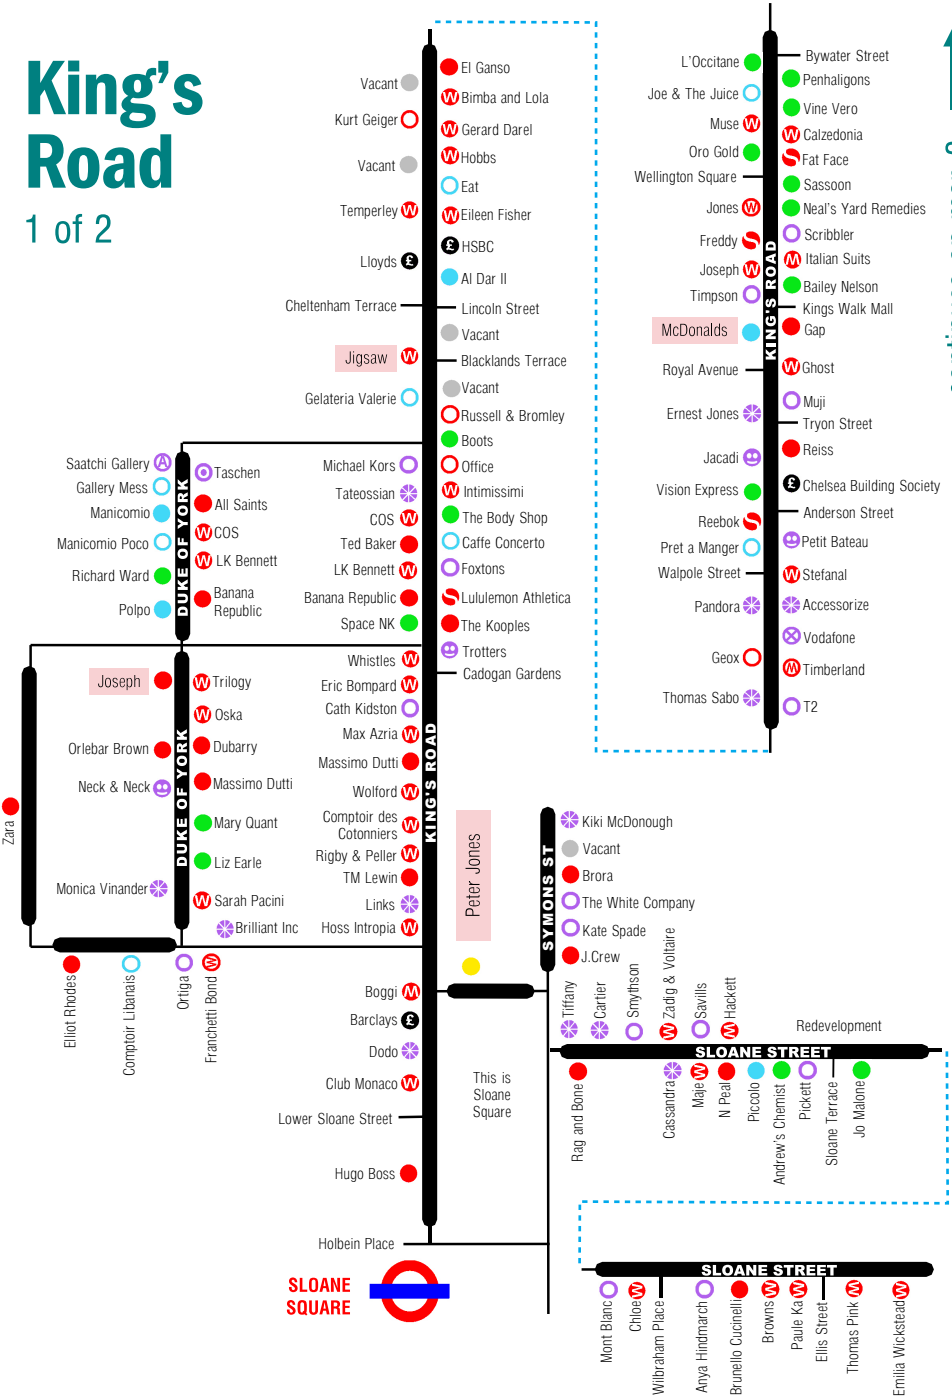 King's
Road
1 of 2
Vacant
Kurt Geiger
Vacant
Temperley
Lloyds
Cheltenham Terrace
Jigsaw
Gelateria Valerie
El Ganso
Bimba and Lola
Gerard Darel
Hobbs
Eat
Eileen Fisher
HSBC
Al Dar II
Lincoln Street
Vacant
Blacklands Terrace
Vacant
Russell & Bromley
Boots
Office
Intimissimi
The Body Shop
Caffe Concerto
Foxtons
Lululemon Athletica
The Kooples
Trotters
Cadogan Gardens
KING'S ROAD
Michael Kors
Tateossian
COS
Ted Baker
LK Bennett
Banana Republic
Space NK
Whistles
Eric Bompard
Cath Kidston
Max Azria
Massimo Dutti
Wolford
Comptoir des
Cotonniers
Rigby & Peller
TM Lewin
Links
Hoss Intropia
Boggi
Barclays
Dodo
Club Monaco
Lower Sloane Street
Hugo Boss
Holbein Place
SLOANE
SQUARE
Saatchi Gallery
Gallery Mess
Manicomio
Manicomio Poco
Richard Ward
Polpo
DUKE OF YORK
Taschen
All Saints
COS
LK Bennett
Banana
Republic
Joseph
Orlebar Brown
Neck & Neck
Monica Vinander
DUKE OF YORK
Trilogy
Oska
Dubarry
Massimo Dutti
Mary Quant
Liz Earle
Sarah Pacini
Brilliant Inc
Zara
Elliot Rhodes
Comptoir Libanais
Ortiga
Franchetti Bond
Peter Jones
This is
Sloane
Square
SYMONS ST
Kiki McDonough
Vacant
Brora
The White Company
Kate Spade
J.Crew
Tiffany
Cartier
Smythson
Zadig & Voltaire
Savills
Hackett
Redevelopment
SLOANE STREET
Rag and Bone
Cassandra
Maje
N Peal
Piccolo
Andrew's Chemist
Pickett
Sloane Terrace
Jo Malone
SLOANE STREET
Mont Blanc
Chloe
Wilbraham Place
Anya Hindmarch
Brunello Cucinelli
Browns
Paule Ka
Ellis Street
Thomas Pink
Emilia Wickstead
L'Occitane
Joe & The Juice
Muse
Oro Gold
Wellington Square
Jones
Freddy
Joseph
Timpson
McDonalds
Royal Avenue
Ernest Jones
Jacadi
Vision Express
Reebok
Pret a Manger
Walpole Street
Pandora
Geox
Thomas Sabo
KING'S ROAD
Bywater Street
Penhaligons
Vine Vero
Calzedonia
Fat Face
Sassoon
Neal's Yard Remedies
Scribbler
Italian Suits
Bailey Nelson
Kings Walk Mall
Gap
Ghost
Muji
Tryon Street
Reiss
Chelsea Building Society
Anderson Street
Petit Bateau
Stefanal
Accessorize
Vodafone
Timberland
T2